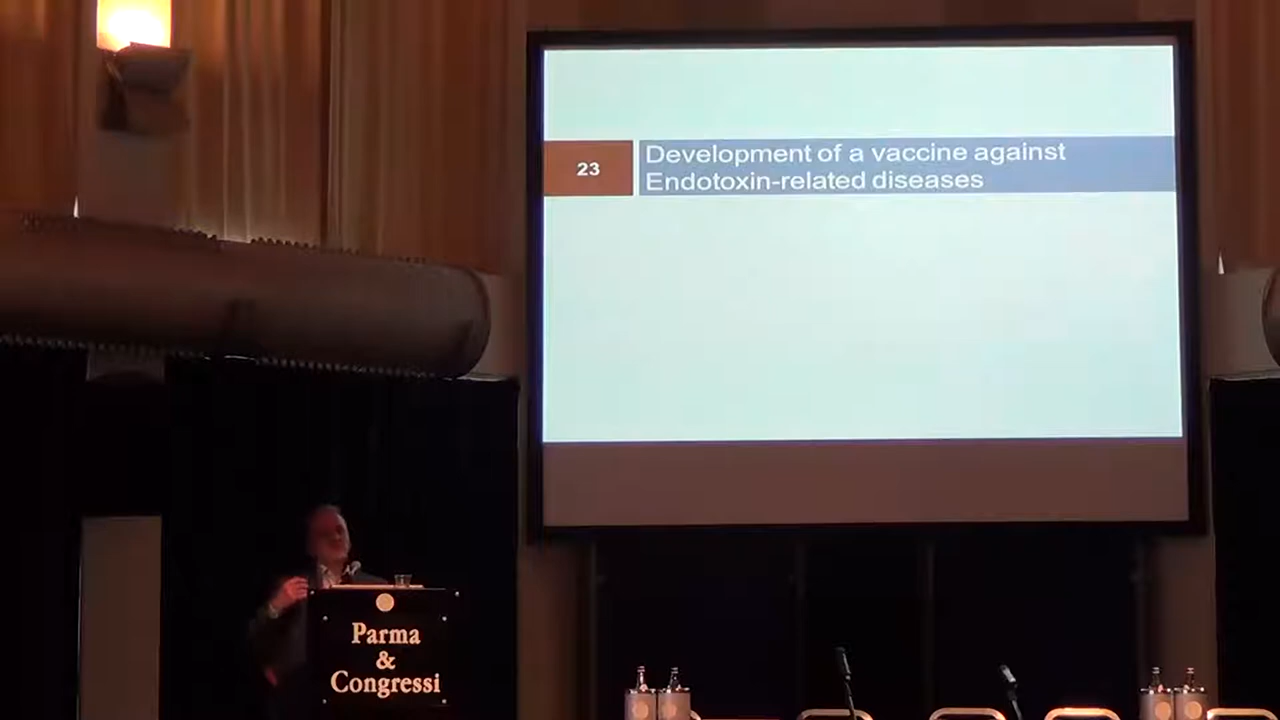 23
Development of a vaccine against
Endotoxin-related diseases
Parma
&
Congressi